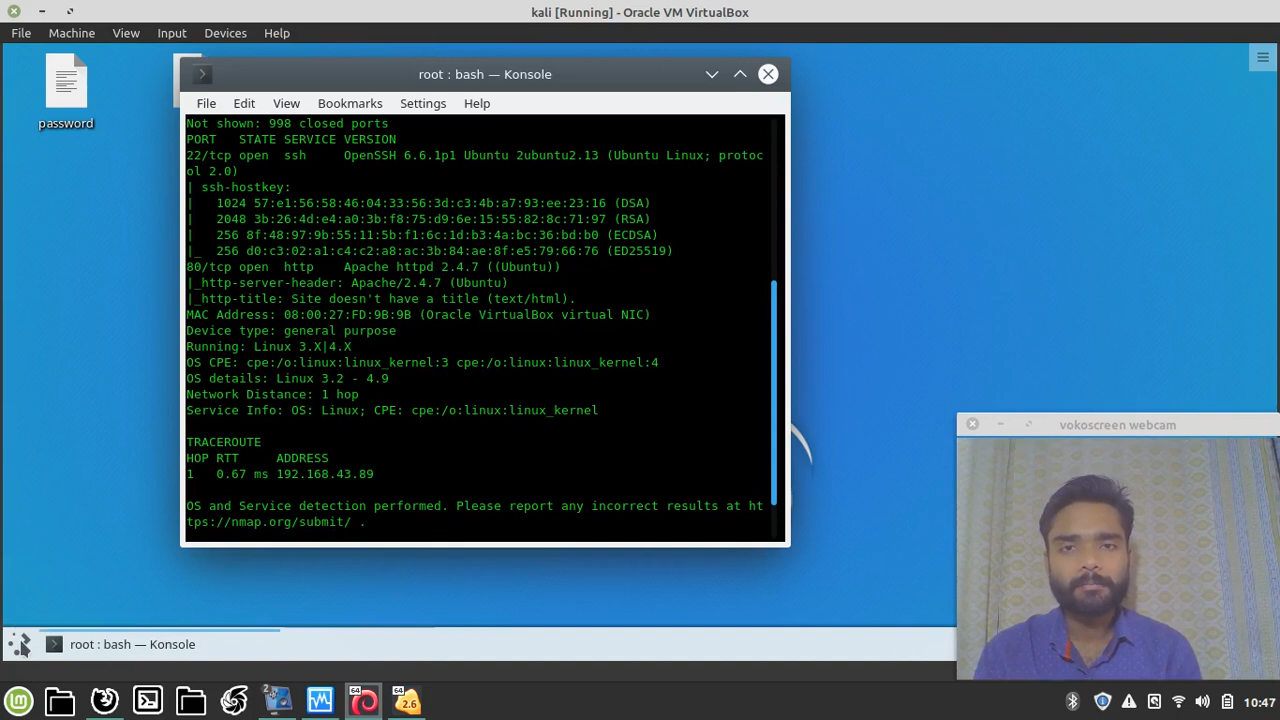 kali [Running] - Oracle VM VirtualBox
File Machine View Input Devices Help
password
root : bash — Konsole
File Edit View Bookmarks Settings Help
Not shown: 998 closed ports
PORT   STATE SERVICE VERSION
22/tcp open  ssh     OpenSSH 6.6.1p1 Ubuntu 2ubuntu2.13 (Ubuntu Linux; protoc
ol 2.0)
| ssh-hostkey:
|   1024 57:e1:56:58:46:04:33:56:3d:c3:4b:a7:93:ee:23:16 (DSA)
|   2048 3b:26:4d:e4:a0:3b:f8:75:d9:6e:15:55:82:8c:71:97 (RSA)
|   256 8f:48:97:9b:55:11:5b:f1:6c:1d:b3:4a:bc:36:bd:b0 (ECDSA)
|_  256 d0:c3:02:a1:c4:c2:a8:ac:3b:84:ae:8f:e5:79:66:76 (ED25519)
80/tcp open  http    Apache httpd 2.4.7 ((Ubuntu))
|_http-server-header: Apache/2.4.7 (Ubuntu)
|_http-title: Site doesn't have a title (text/html).
MAC Address: 08:00:27:FD:9B:9B (Oracle VirtualBox virtual NIC)
Device type: general purpose
Running: Linux 3.X|4.X
OS CPE: cpe:/o:linux:linux_kernel:3 cpe:/o:linux:linux_kernel:4
OS details: Linux 3.2 - 4.9
Network Distance: 1 hop
Service Info: OS: Linux; CPE: cpe:/o:linux:linux_kernel
TRACEROUTE
HOP RTT     ADDRESS
1   0.67 ms 192.168.43.89
OS and Service detection performed. Please report any incorrect results at ht
tps://nmap.org/submit/ .
vokoscreen webcam
root : bash — Konsole
2
64
64
2.6
10:47